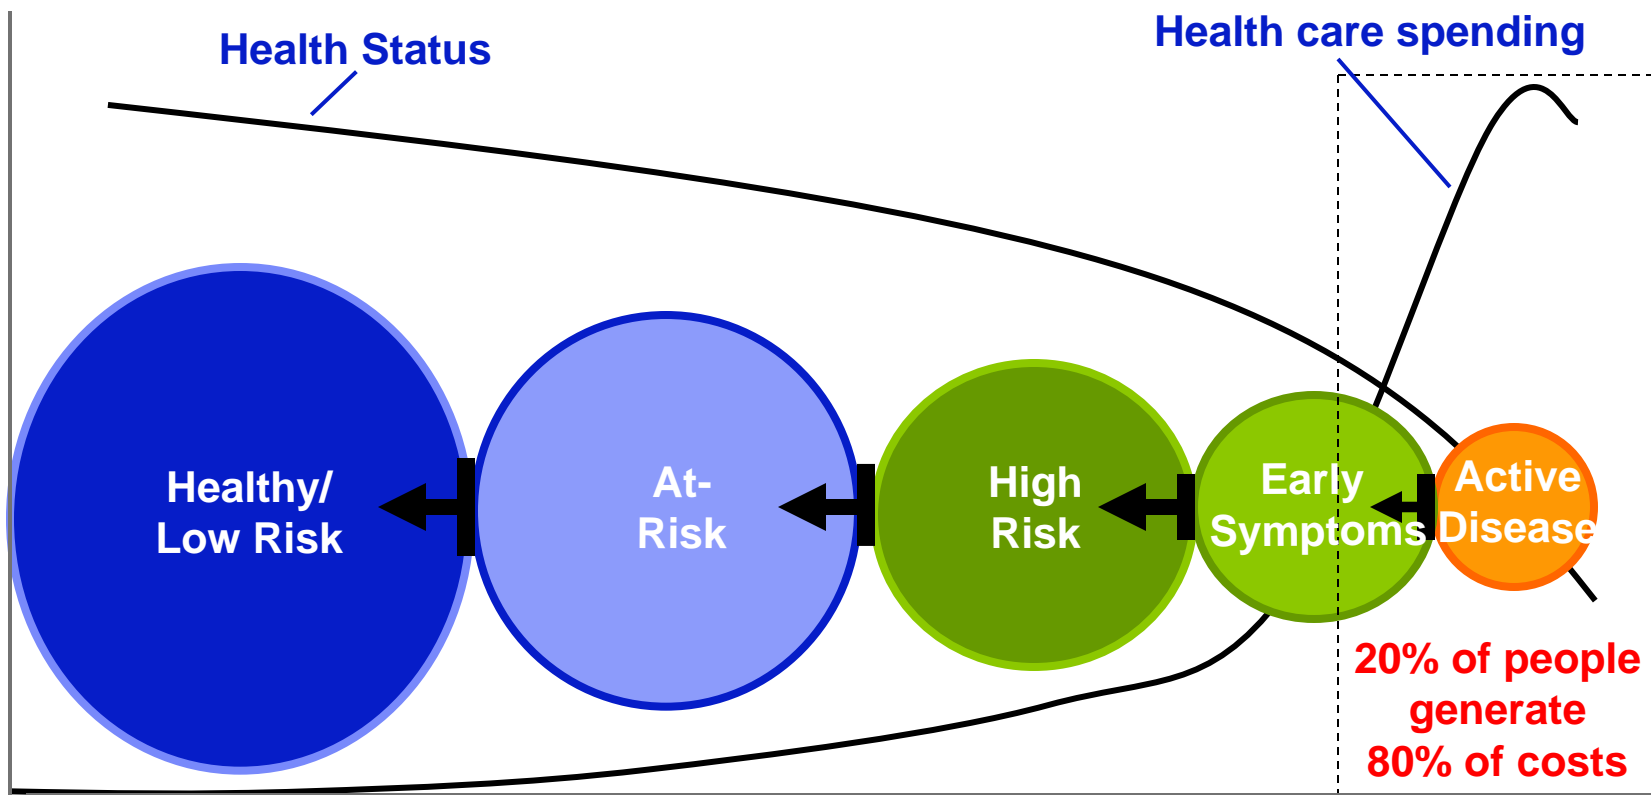 Health Status
Health care spending
Healthy/
Low Risk
At-
Risk
High
Risk
Early
Symptoms
Active
Disease
20% of people
generate
80% of costs